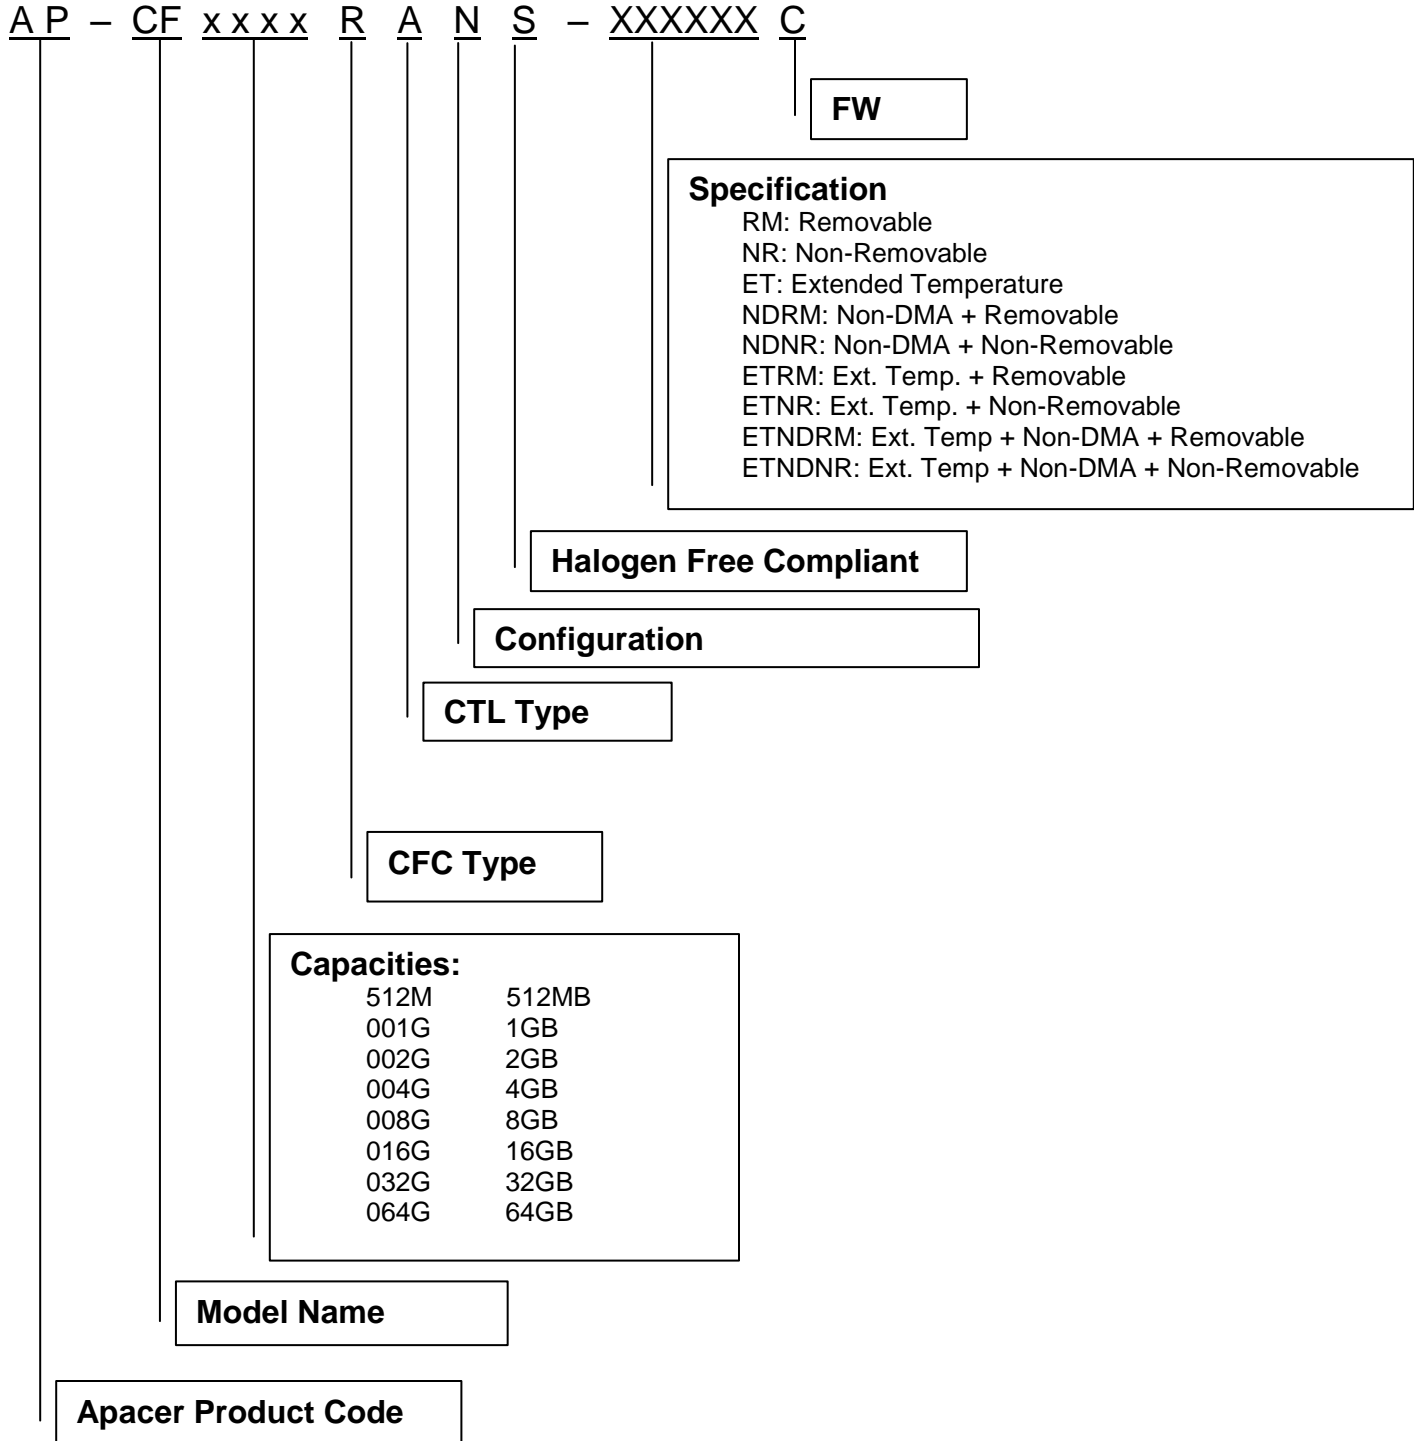 AP – CF xxxx R A N S – XXXXXX C
FW
Specification
RM: Removable
NR: Non-Removable
ET: Extended Temperature
NDRM: Non-DMA + Removable
NDNR: Non-DMA + Non-Removable
ETRM: Ext. Temp. + Removable
ETNR: Ext. Temp. + Non-Removable
ETNDRM: Ext. Temp + Non-DMA + Removable
ETNDNR: Ext. Temp + Non-DMA + Non-Removable
Halogen Free Compliant
Configuration
CTL Type
CFC Type
Capacities:
512M 512MB
001G 1GB
002G 2GB
004G 4GB
008G 8GB
016G 16GB
032G 32GB
064G 64GB
Model Name
Apacer Product Code